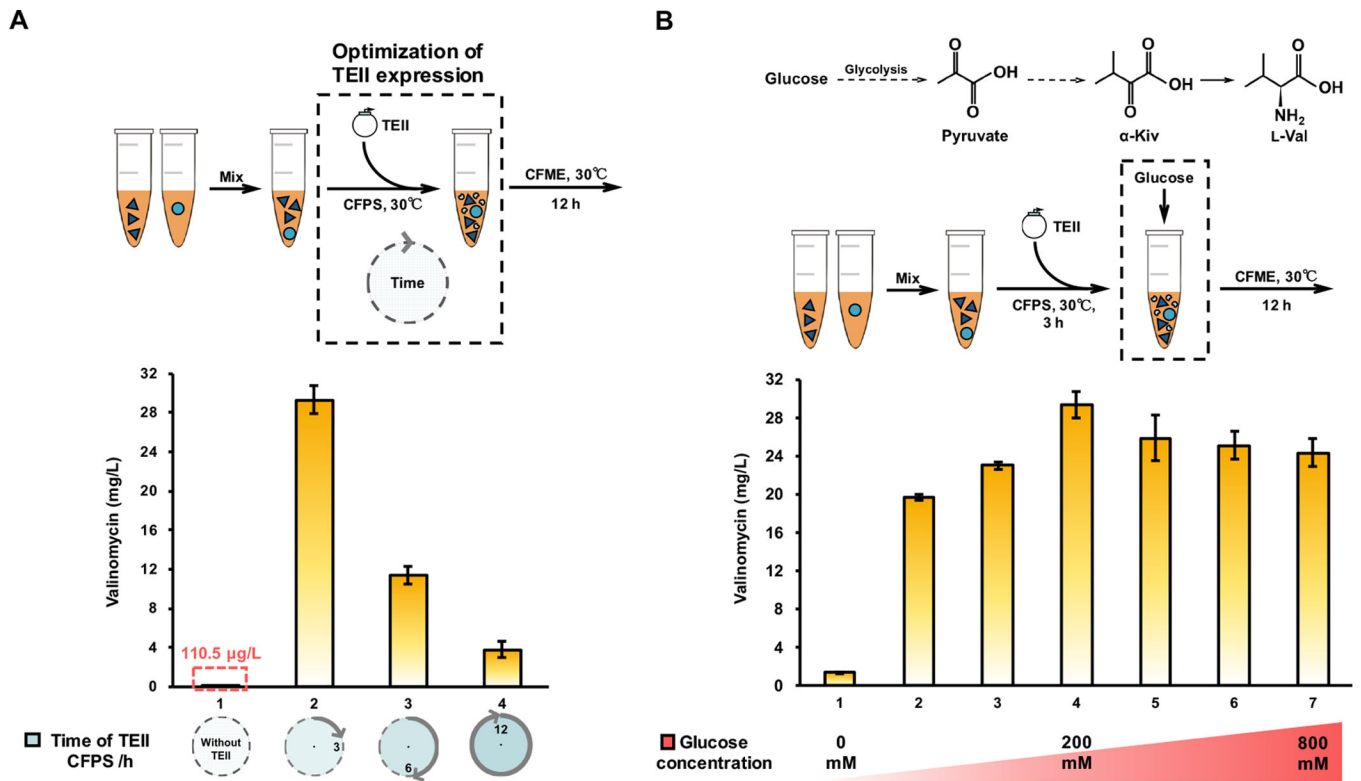 A
Optimization of
TEII expression
TEII
Mix
CFPS, 30℃
CFME, 30℃
12 h
Time
Valinomycin (mg/L)
32
28
24
20
16
12
8
4
0
110.5 µg/L
1
2
3
4
Time of TEII
CFPS /h
Without
TEII
3
6
12
B
Glucose
Glycolysis
O
OH
O
Pyruvate
O
OH
O
α-Kiv
O
OH
NH2
L-Val
Glucose
TEII
Mix
CFPS, 30℃,
3 h
CFME, 30℃
12 h
Valinomycin (mg/L)
32
28
24
20
16
12
8
4
0
1
2
3
4
5
6
7
Glucose
concentration
0
mM
200
mM
800
mM